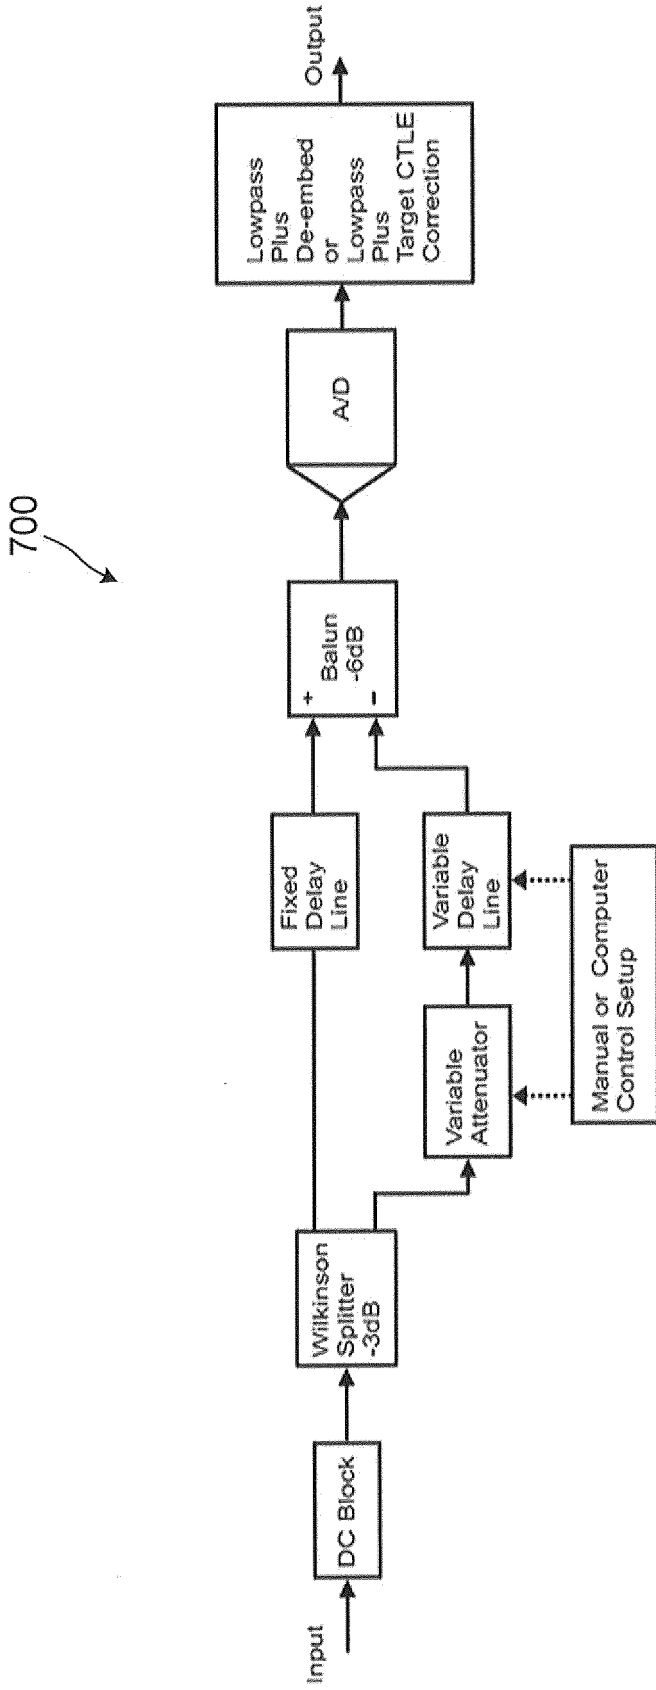 700
Input
DC Block
Wilkinson
Splitter
-3dB
Fixed
Delay
Line
Variable
Attenuator
Variable
Delay
Line
Manual or Computer
Control Setup
+
Balun
-6dB
–
A/D
Lowpass
Plus
De-embed
or
Lowpass
Plus
Target CTLE
Correction
Output